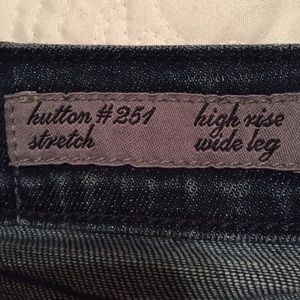 hutton #251 high rise
stretch wide leg